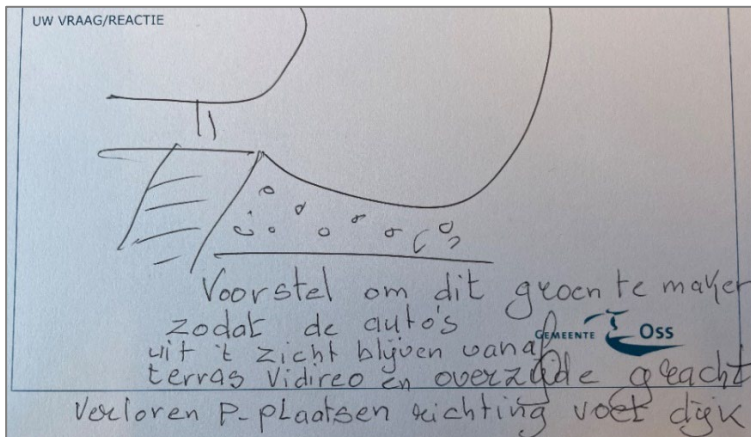 UW VRAAG/REACTIE
Voorstel om dit groen te maken
zodat de auto's
GEMEENTE OSS
uit 't zicht blijven vanaf
terras Vidireo en overzijde gracht
verloren P-plaatsen richting voet dijk